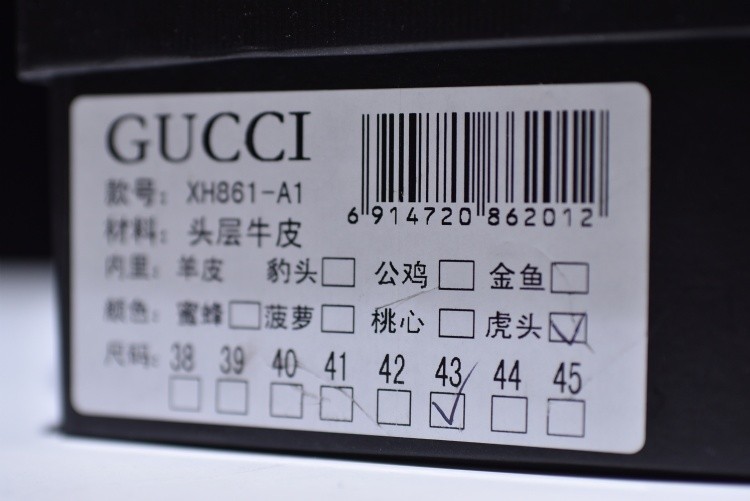 GUCCI
款号: XH861-A1
6 914720 862012
材料: 头层牛皮
内里: 羊皮 豹头 公鸡 金鱼
颜色: 蜜蜂 菠萝 桃心 虎头
尺码: 38 39 40 41 42 43 44 45